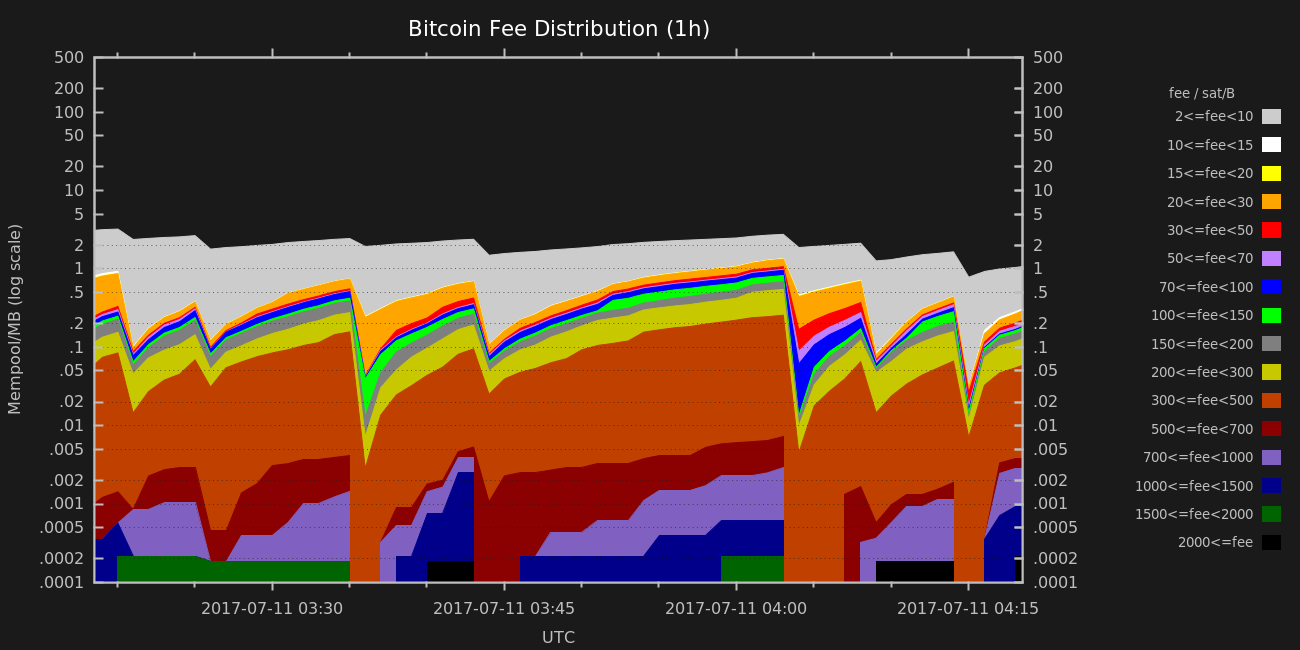 Bitcoin Fee Distribution (1h)
Mempool/MB (log scale)
500
200
100
50
20
10
5
2
1
.5
.2
.1
.05
.02
.01
.005
.002
.001
.0005
.0002
.0001
500
200
100
50
20
10
5
2
1
.5
.2
.1
.05
.02
.01
.005
.002
.001
.0005
.0002
.0001
2017-07-11 03:30
2017-07-11 03:45
2017-07-11 04:00
2017-07-11 04:15
UTC
fee / sat/B
2<=fee<10
10<=fee<15
15<=fee<20
20<=fee<30
30<=fee<50
50<=fee<70
70<=fee<100
100<=fee<150
150<=fee<200
200<=fee<300
300<=fee<500
500<=fee<700
700<=fee<1000
1000<=fee<1500
1500<=fee<2000
2000<=fee